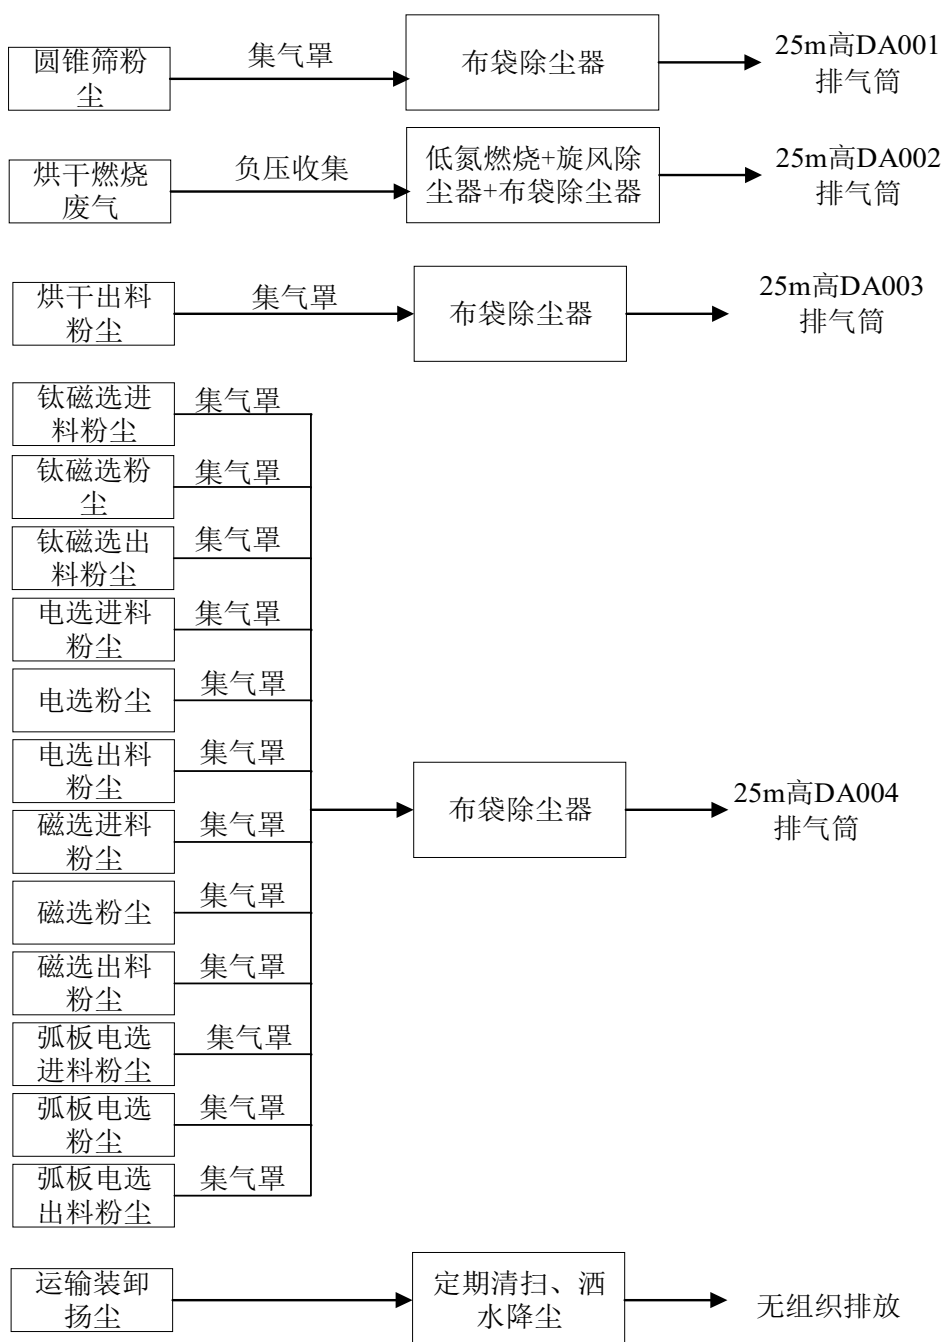 圆锥筛粉
尘
集气罩
布袋除尘器
25m高DA001
排气筒
烘干燃烧
废气
负压收集
低氮燃烧+旋风除
尘器+布袋除尘器
25m高DA002
排气筒
烘干出料
粉尘
集气罩
布袋除尘器
25m高DA003
排气筒
钛磁选进
料粉尘
集气罩
钛磁选粉
尘
集气罩
钛磁选出
料粉尘
集气罩
电选进料
粉尘
集气罩
电选粉尘
集气罩
电选出料
粉尘
集气罩
磁选进料
粉尘
集气罩
磁选粉尘
集气罩
磁选出料
粉尘
集气罩
弧板电选
进料粉尘
集气罩
弧板电选
粉尘
集气罩
弧板电选
出料粉尘
集气罩
布袋除尘器
25m高DA004
排气筒
运输装卸
扬尘
定期清扫、洒
水降尘
无组织排放